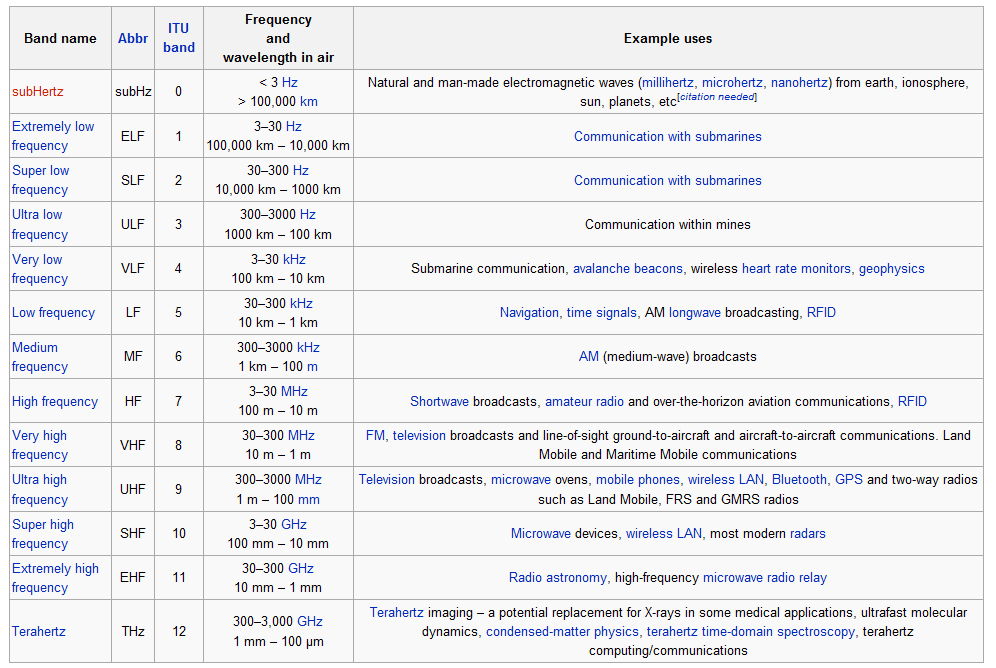 Band name Abbr ITU band Frequency and wavelength in air Example uses
subHertz subHz 0 < 3 Hz Natural and man-made electromagnetic waves (millihertz, microhertz, nanohertz) from earth, ionosphere,
> 100,000 km sun, planets, etc[citation needed]
Extremely low ELF 1 3–30 Hz Communication with submarines
frequency 100,000 km – 10,000 km
Super low SLF 2 30–300 Hz Communication with submarines
frequency 10,000 km – 1000 km
Ultra low ULF 3 300–3000 Hz Communication within mines
frequency 1000 km – 100 km
Very low VLF 4 3–30 kHz Submarine communication, avalanche beacons, wireless heart rate monitors, geophysics
frequency 100 km – 10 km
Low frequency LF 5 30–300 kHz Navigation, time signals, AM longwave broadcasting, RFID
10 km – 1 km
Medium MF 6 300–3000 kHz AM (medium-wave) broadcasts
frequency 1 km – 100 m
High frequency HF 7 3–30 MHz Shortwave broadcasts, amateur radio and over-the-horizon aviation communications, RFID
100 m – 10 m
Very high VHF 8 30–300 MHz FM, television broadcasts and line-of-sight ground-to-aircraft and aircraft-to-aircraft communications. Land
frequency 10 m – 1 m Mobile and Maritime Mobile communications
Ultra high UHF 9 300–3000 MHz Television broadcasts, microwave ovens, mobile phones, wireless LAN, Bluetooth, GPS and two-way radios
frequency 1 m – 100 mm such as Land Mobile, FRS and GMRS radios
Super high SHF 10 3–30 GHz Microwave devices, wireless LAN, most modern radars
frequency 100 mm – 10 mm
Extremely high EHF 11 30–300 GHz Radio astronomy, high-frequency microwave radio relay
frequency 10 mm – 1 mm
Terahertz THz 12 300–3,000 GHz Terahertz imaging – a potential replacement for X-rays in some medical applications, ultrafast molecular
1 mm – 100 μm dynamics, condensed-matter physics, terahertz time-domain spectroscopy, terahertz
computing/communications